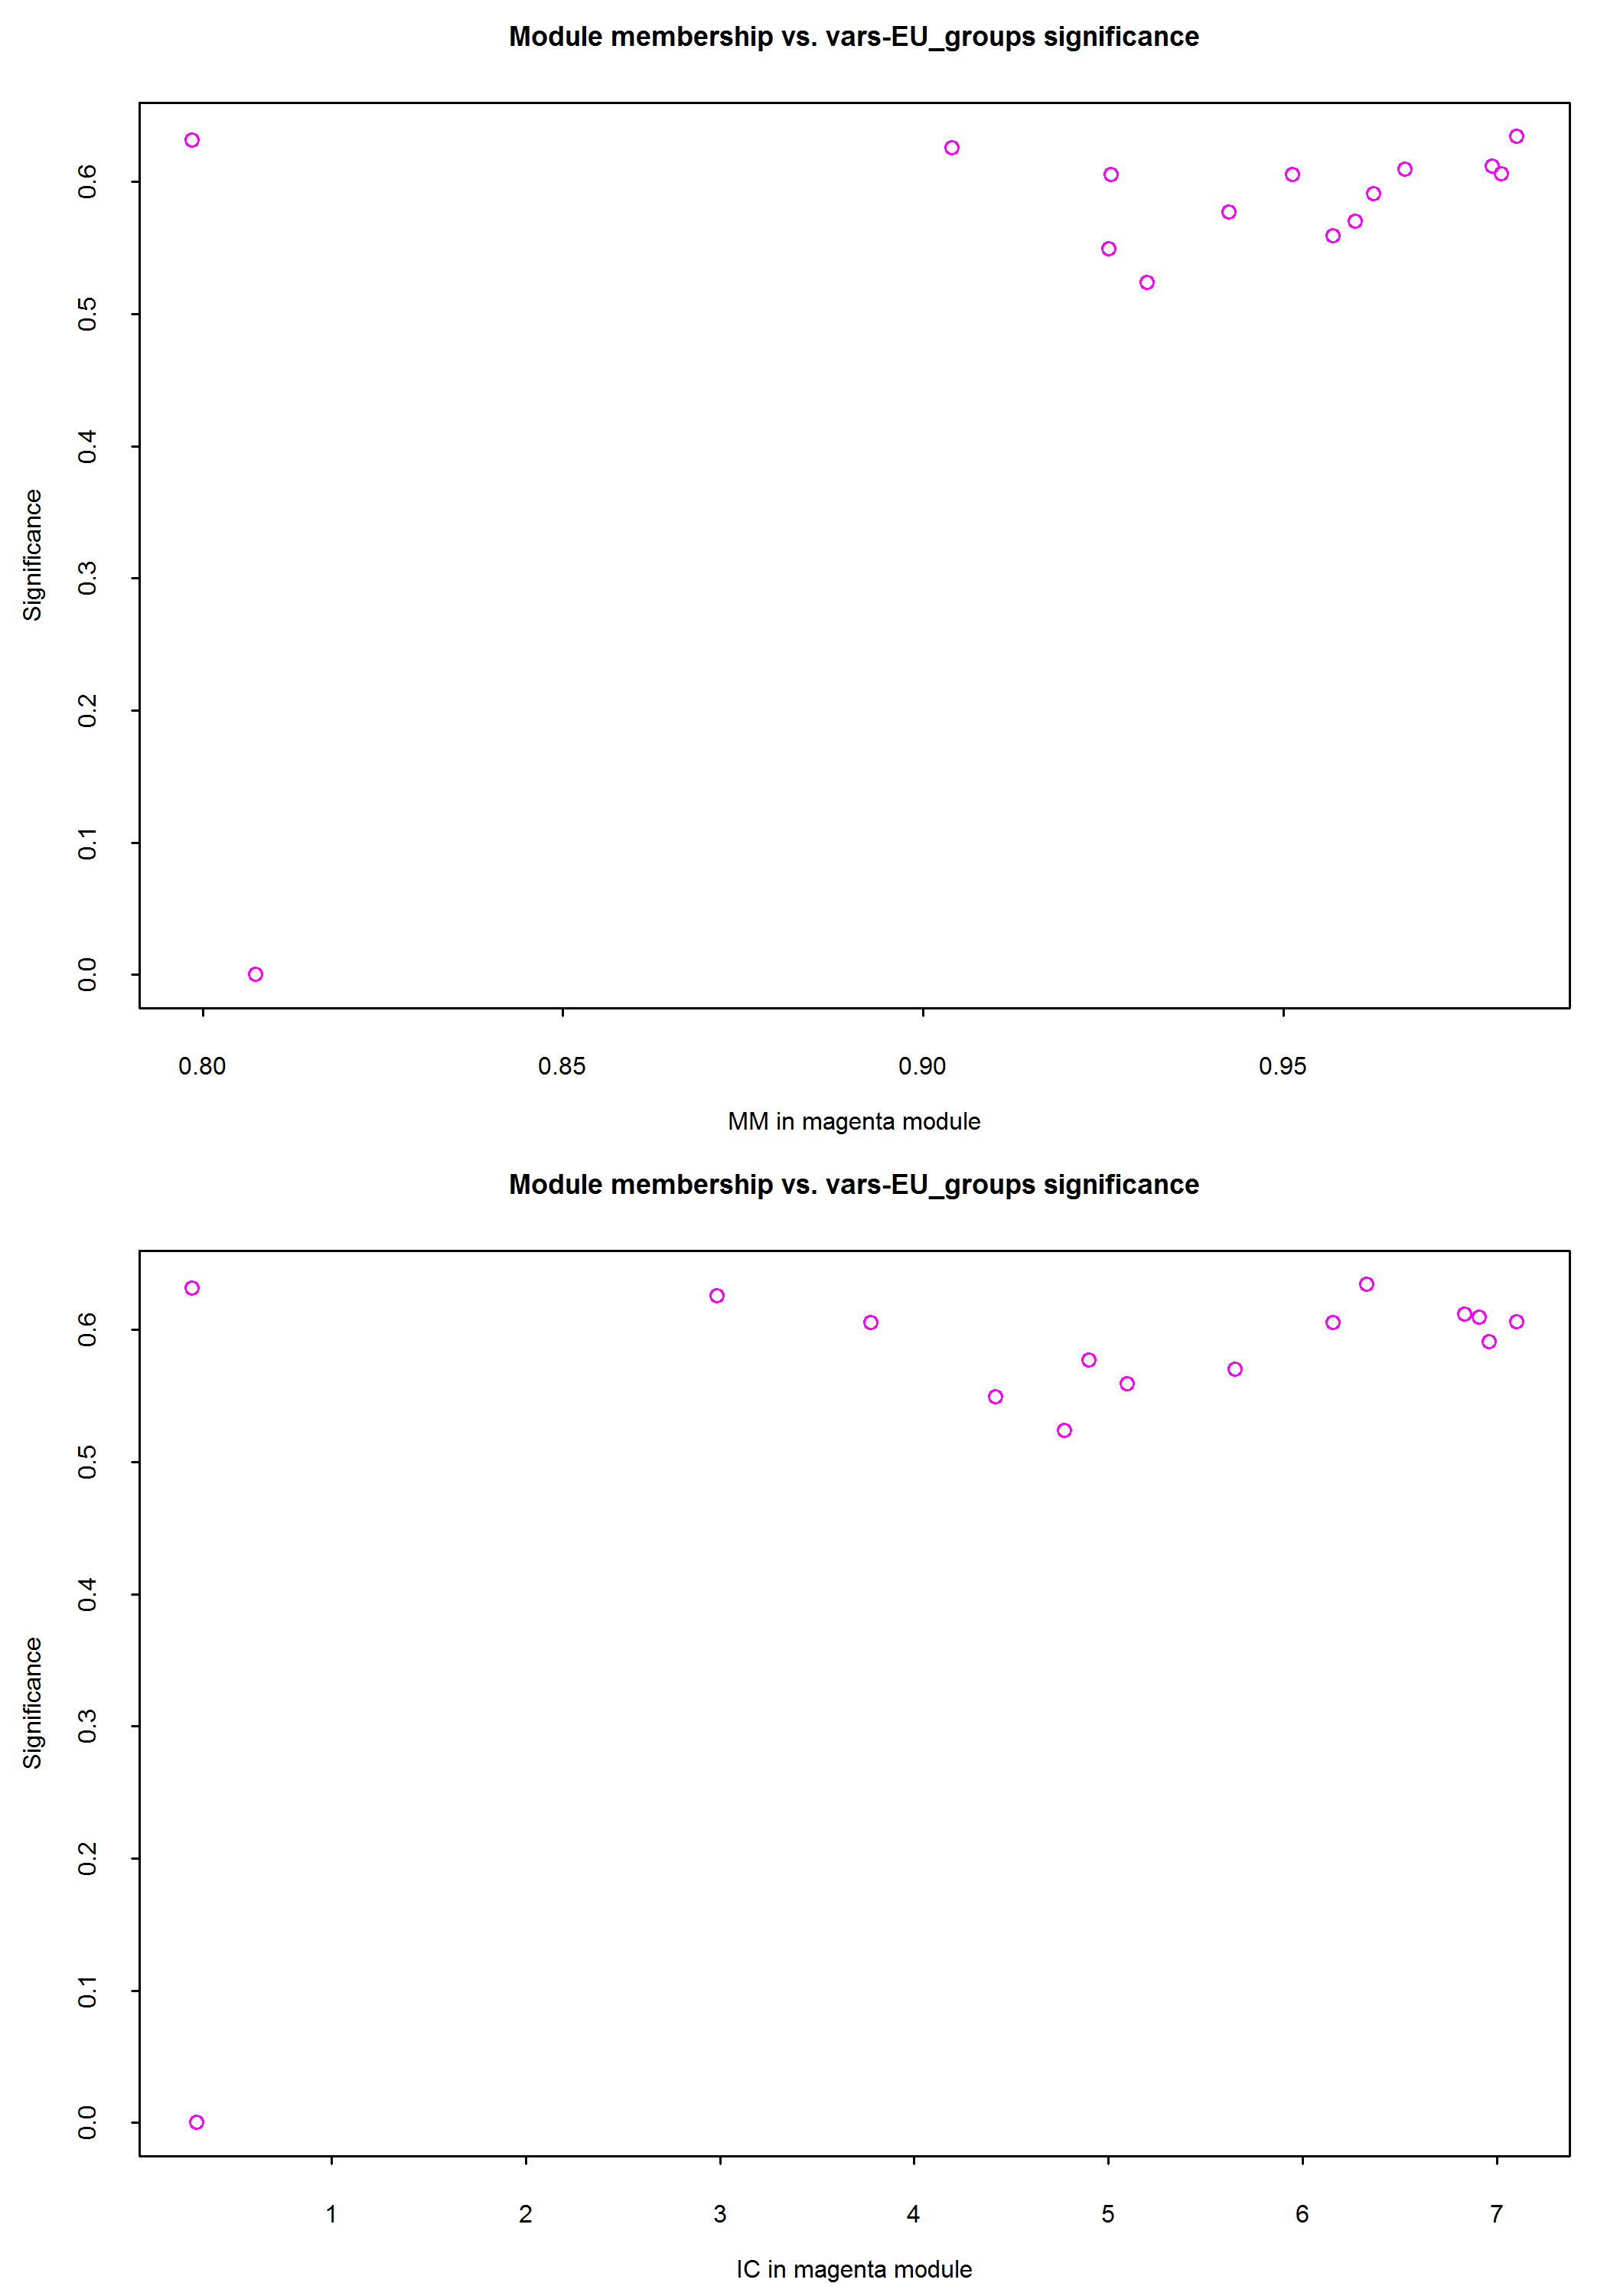 Module membership vs. vars-EU_groups significance
Significance
0.6
0.5
0.4
0.3
0.2
0.1
0.0
0.80 0.85 0.90 0.95
MM in magenta module
Module membership vs. vars-EU_groups significance
Significance
0.6
0.5
0.4
0.3
0.2
0.1
0.0
1 2 3 4 5 6 7
IC in magenta module